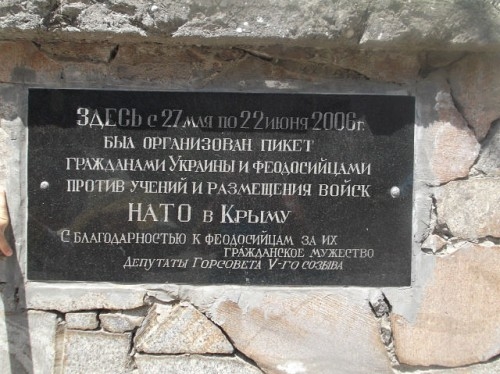 Здесь с 27 мая по 22 июня 2006 г.
был организован пикет
гражданами Украины и феодосийцами
против учений и размещения войск
НАТО в Крыму
С благодарностью к феодосийцам за их
гражданское мужество
Депутаты Горсовета V-го созыва